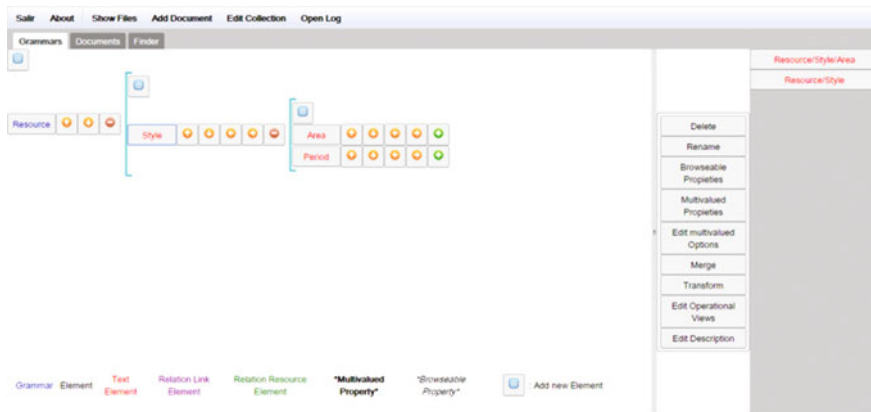 Salir About Show Files Add Document Edit Collection Open Log
Grammars Documents Finder
Resource/Style/Area
Resource/Style
Resource
Style
Area
Period
Delete
Rename
Browseable
Propieties
Multivalued
Propieties
Edit multivalued
Options
Merge
Transform
Edit Operational
Views
Edit Description
Grammar
Element
Text
Element
Relation Link
Element
Relation Resource
Element
"Multivalued
Property"
"Browseable
Property"
: Add new Element